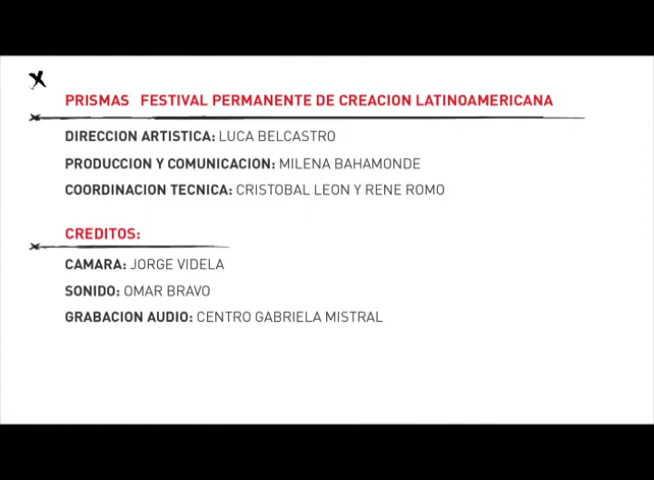 PRISMAS FESTIVAL PERMANENTE DE CREACION LATINOAMERICANA
DIRECCION ARTISTICA: LUCA BELCASTRO
PRODUCCION Y COMUNICACION: MILENA BAHAMONDE
COORDINACION TECNICA: CRISTOBAL LEON Y RENE ROMO
CREDITOS:
CAMARA: JORGE VIDELA
SONIDO: OMAR BRAVO
GRABACION AUDIO: CENTRO GABRIELA MISTRAL